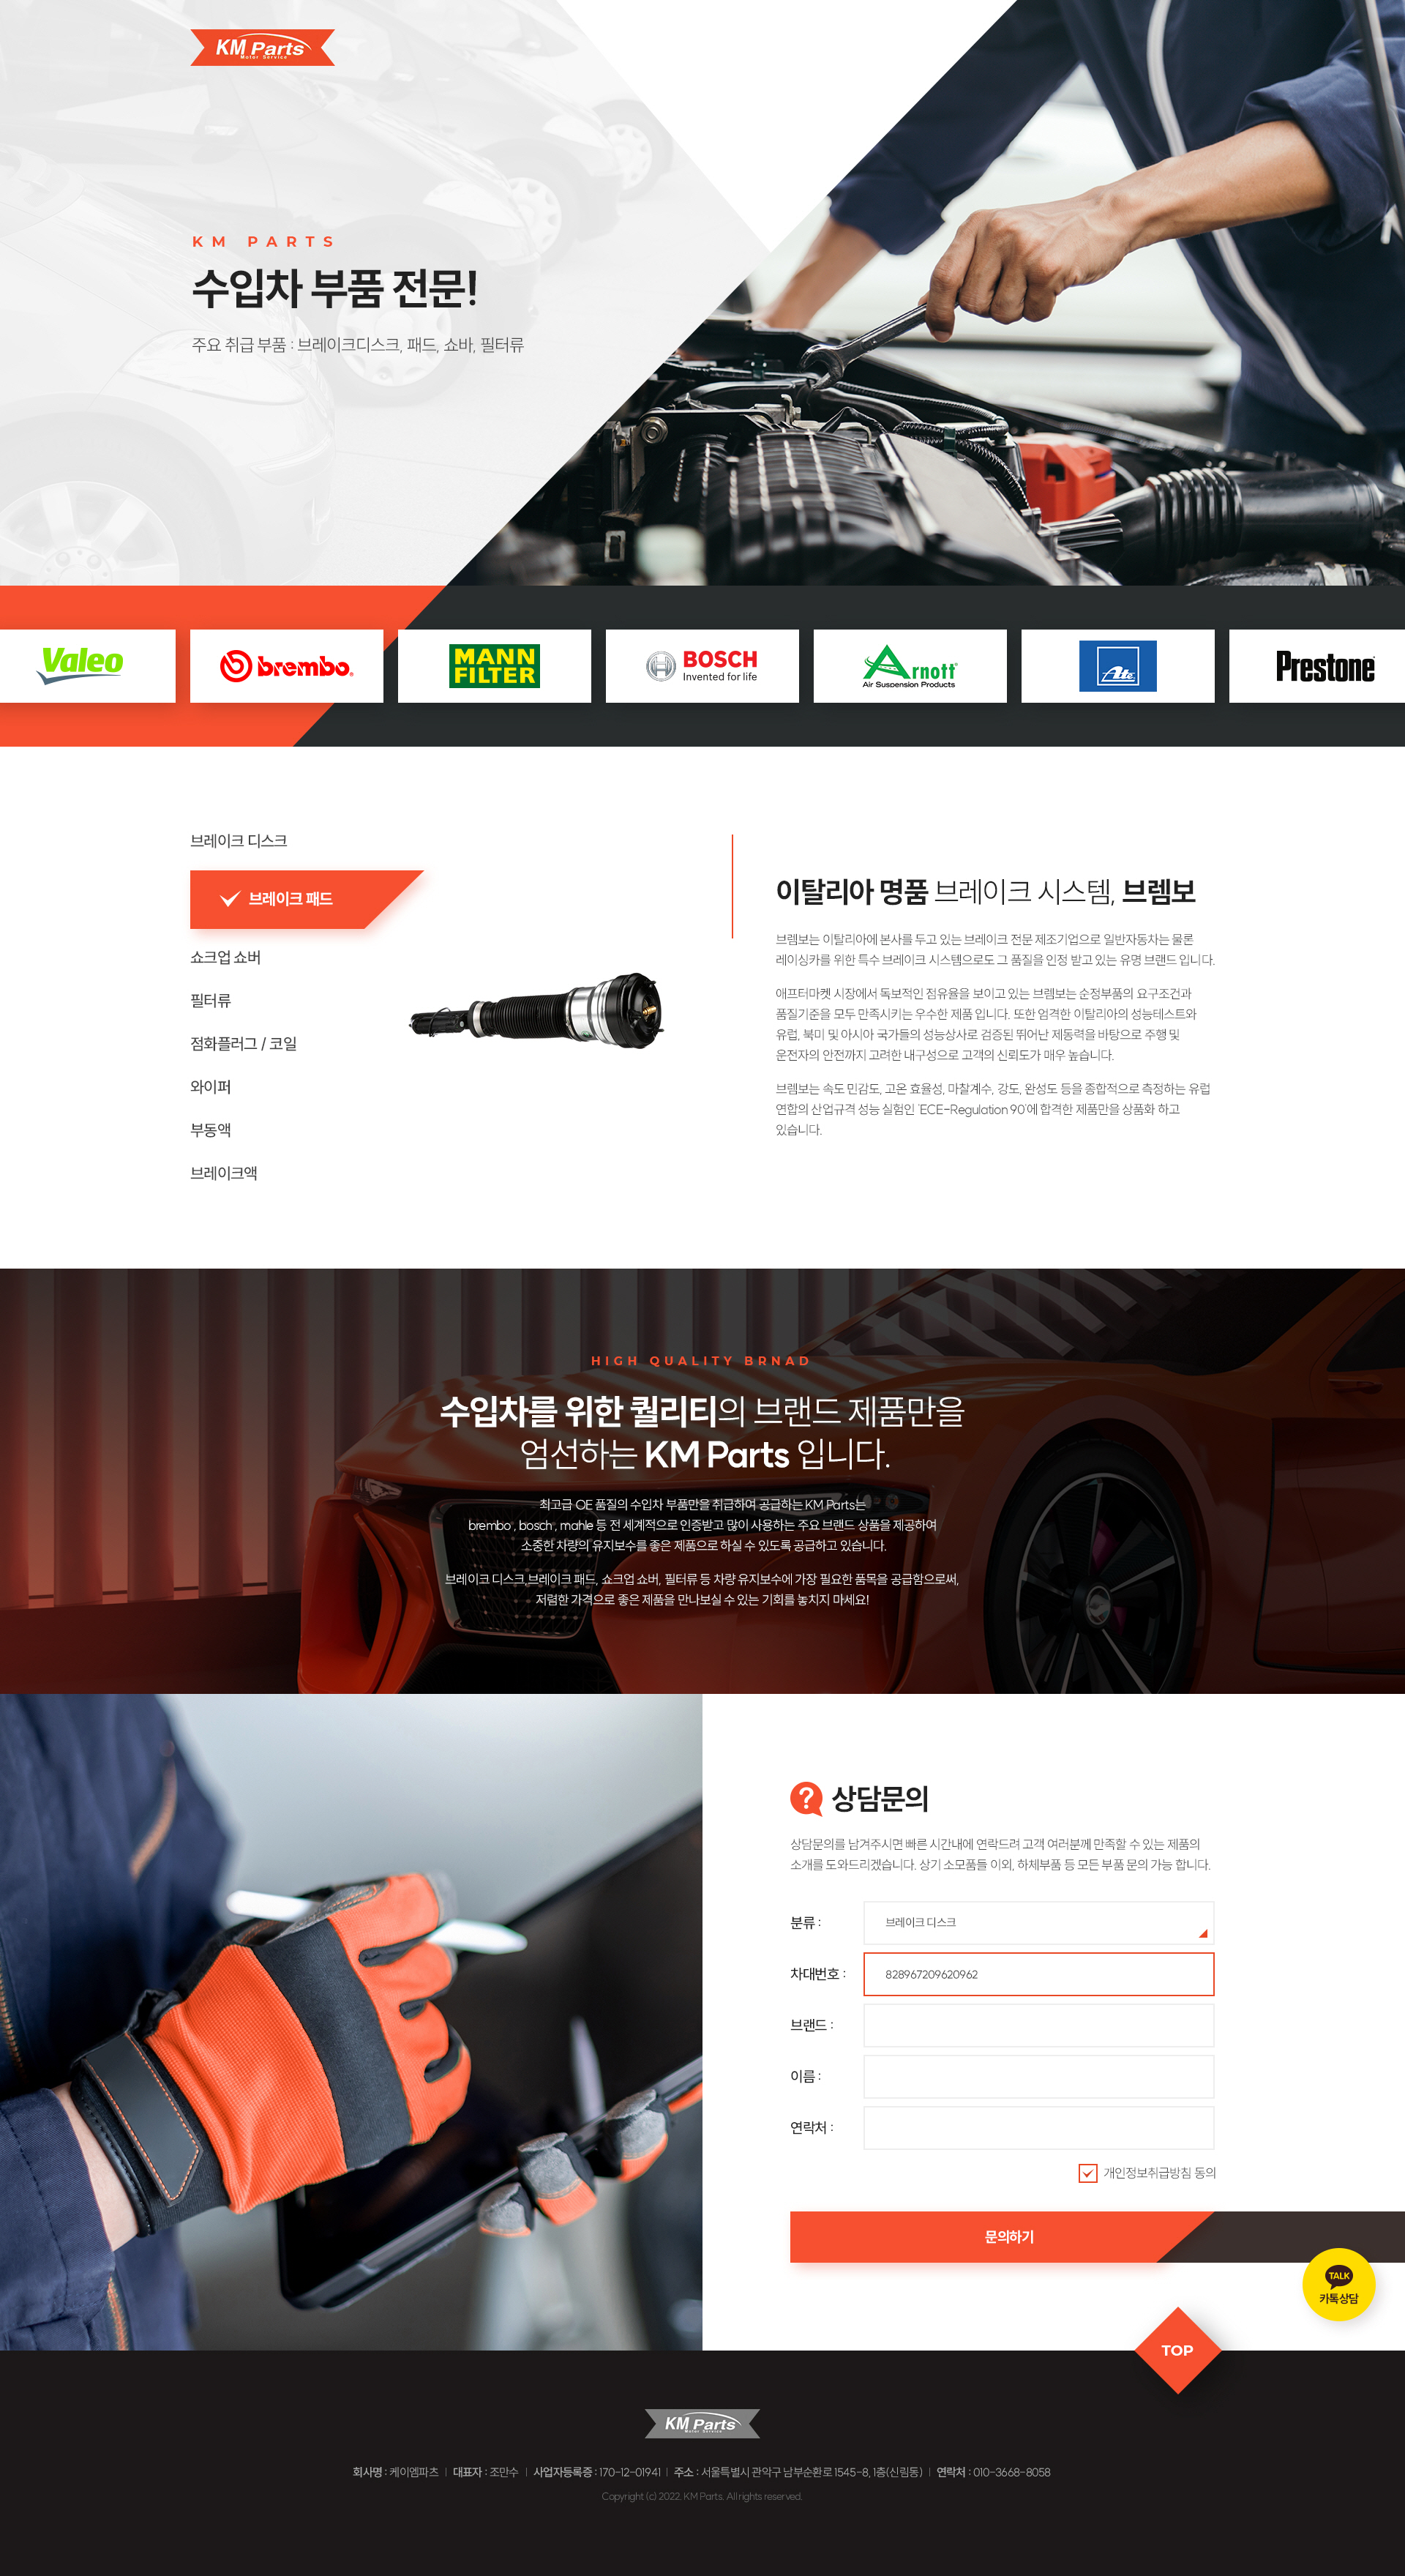 KM Parts
Motor Service
KM PARTS
수입차 부품 전문!
주요 취급 부품 : 브레이크디스크, 패드, 쇼바, 필터류
Valeo
brembo
MANN
FILTER
BOSCH
Invented for life
Arnott®
Air Suspension Products
Ate
Prestone
브레이크 디스크
브레이크 패드
쇼크업 쇼버
필터류
점화플러그 / 코일
와이퍼
부동액
브레이크액
이탈리아 명품 브레이크 시스템, 브렘보
브렘보는 이탈리아에 본사를 두고 있는 브레이크 전문 제조기업으로 일반자동차는 물론
레이싱카를 위한 특수 브레이크 시스템으로도 그 품질을 인정 받고 있는 유명 브랜드 입니다.
애프터마켓 시장에서 독보적인 점유율을 보이고 있는 브렘보는 순정부품의 요구조건과
품질기준을 모두 만족시키는 우수한 제품 입니다. 또한 엄격한 이탈리아의 성능테스트와
유럽, 북미 및 아시아 국가들의 성능상사로 검증된 뛰어난 제동력을 바탕으로 주행 및
운전자의 안전까지 고려한 내구성으로 고객의 신뢰도가 매우 높습니다.
브렘보는 속도 민감도, 고온 효율성, 마찰계수, 강도, 완성도 등을 종합적으로 측정하는 유럽
연합의 산업규격 성능 실험인 'ECE-Regulation 90'에 합격한 제품만을 상품화 하고
있습니다.
HIGH QUALITY BRNAD
수입차를 위한 퀄리티의 브랜드 제품만을
엄선하는 KM Parts 입니다.
최고급 OE 품질의 수입차 부품만을 취급하여 공급하는 KM Parts는
brembo, bosch, mahle 등 전 세계적으로 인증받고 많이 사용하는 주요 브랜드 상품을 제공하여
소중한 차량의 유지보수를 좋은 제품으로 하실 수 있도록 공급하고 있습니다.
브레이크 디스크,브레이크 패드, 쇼크업 쇼버, 필터류 등 차량 유지보수에 가장 필요한 품목을 공급함으로써,
저렴한 가격으로 좋은 제품을 만나보실 수 있는 기회를 놓치지 마세요!
상담문의
상담문의를 남겨주시면 빠른 시간내에 연락드려 고객 여러분께 만족할 수 있는 제품의
소개를 도와드리겠습니다. 상기 소모품들 이외, 하체부품 등 모든 부품 문의 가능 합니다.
분류 : 브레이크 디스크
차대번호 : 828967209620962
브랜드 :
이름 :
연락처 :
개인정보취급방침 동의
문의하기
TALK
카톡상담
TOP
KM Parts
Motor Service
회사명 : 케이엠파츠 | 대표자 : 조만수 | 사업자등록증 : 170-12-01941 | 주소 : 서울특별시 관악구 남부순환로 1545-8, 1층(신림동) | 연락처 : 010-3668-8058
Copyright (c) 2022. KM Parts. All rights reserved.